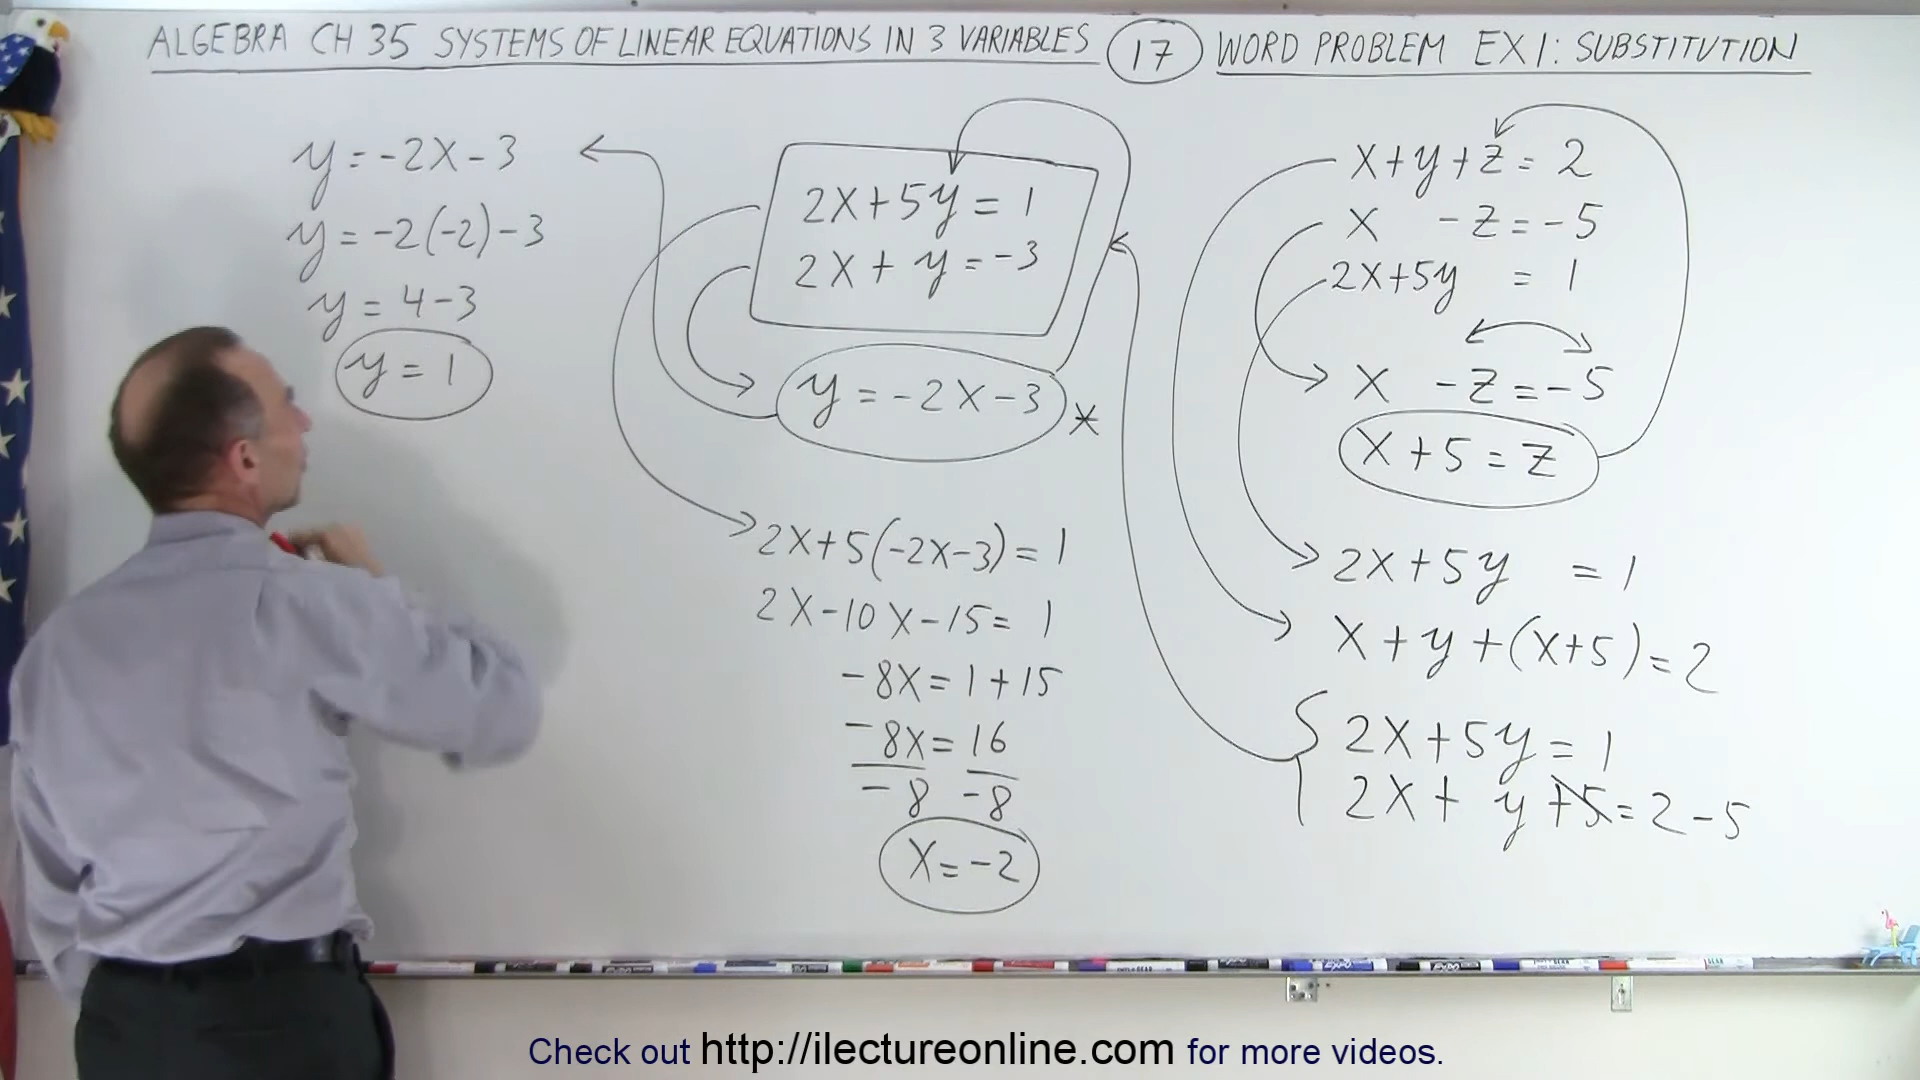 ALGEBRA CH 35 SYSTEMS OF LINEAR EQUATIONS IN 3 VARIABLES 17 WORD PROBLEM EX 1: SUBSTITUTION
y = -2X - 3
y = -2(-2) - 3
y = 4 - 3
y = 1
2X + 5y = 1
2X + y = -3
y = -2X - 3 *
2X + 5(-2X - 3) = 1
2X - 10X - 15 = 1
-8X = 1 + 15
-8X = 16
-8 -8
X = -2
X + y + z = 2
X - z = -5
2X + 5y = 1
X - z = -5
X + 5 = z
2X + 5y = 1
X + y + (X + 5) = 2
2X + 5y = 1
2X + y + 5 = 2 - 5
Check out http://ilectureonline.com for more videos.